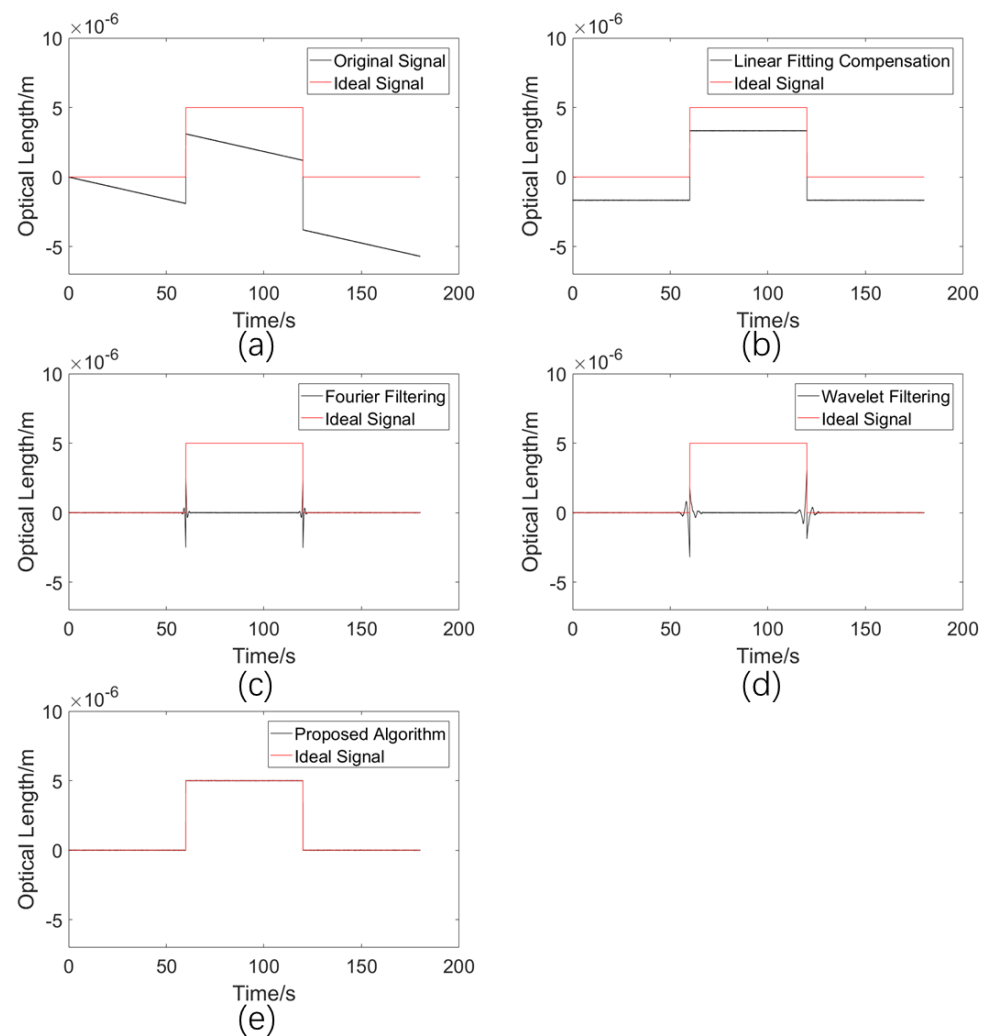 ×10⁻⁶
Optical Length/m
10
5
0
-5
Original Signal
Ideal Signal
0 50 100 150 200
Time/s
(a)
×10⁻⁶
Optical Length/m
10
5
0
-5
Linear Fitting Compensation
Ideal Signal
0 50 100 150 200
Time/s
(b)
×10⁻⁶
Optical Length/m
10
5
0
-5
Fourier Filtering
Ideal Signal
0 50 100 150 200
Time/s
(c)
×10⁻⁶
Optical Length/m
10
5
0
-5
Wavelet Filtering
Ideal Signal
0 50 100 150 200
Time/s
(d)
×10⁻⁶
Optical Length/m
10
5
0
-5
Proposed Algorithm
Ideal Signal
0 50 100 150 200
Time/s
(e)